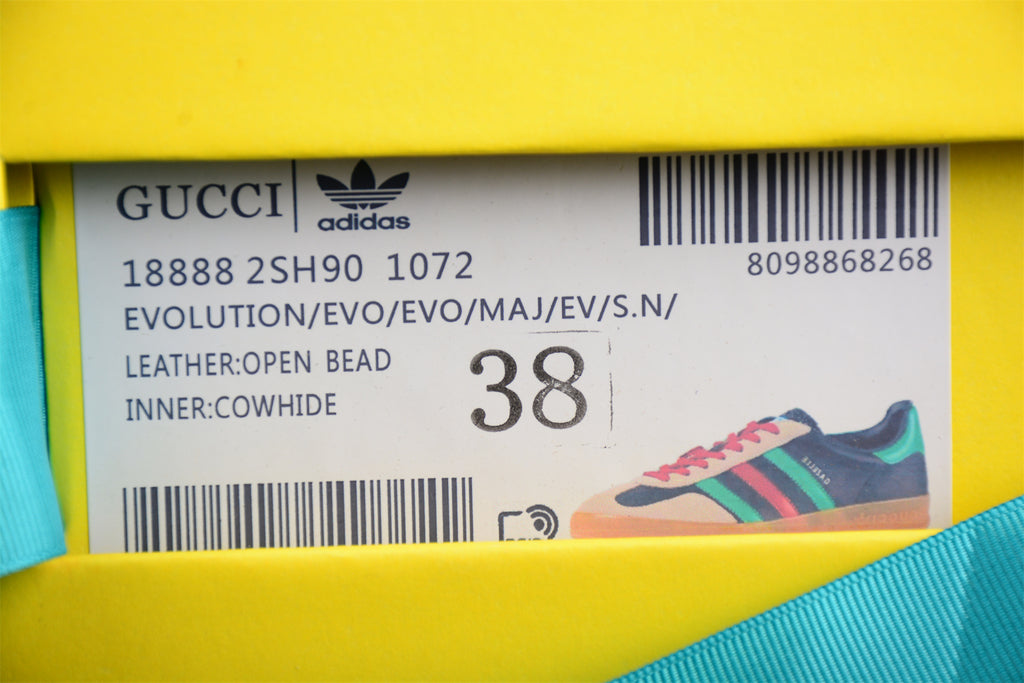 GUCCI
adidas
18888 2SH90 1072
8098868268
EVOLUTION/EVO/EVO/MAJ/EV/S.N/
LEATHER:OPEN BEAD
INNER:COWHIDE
38